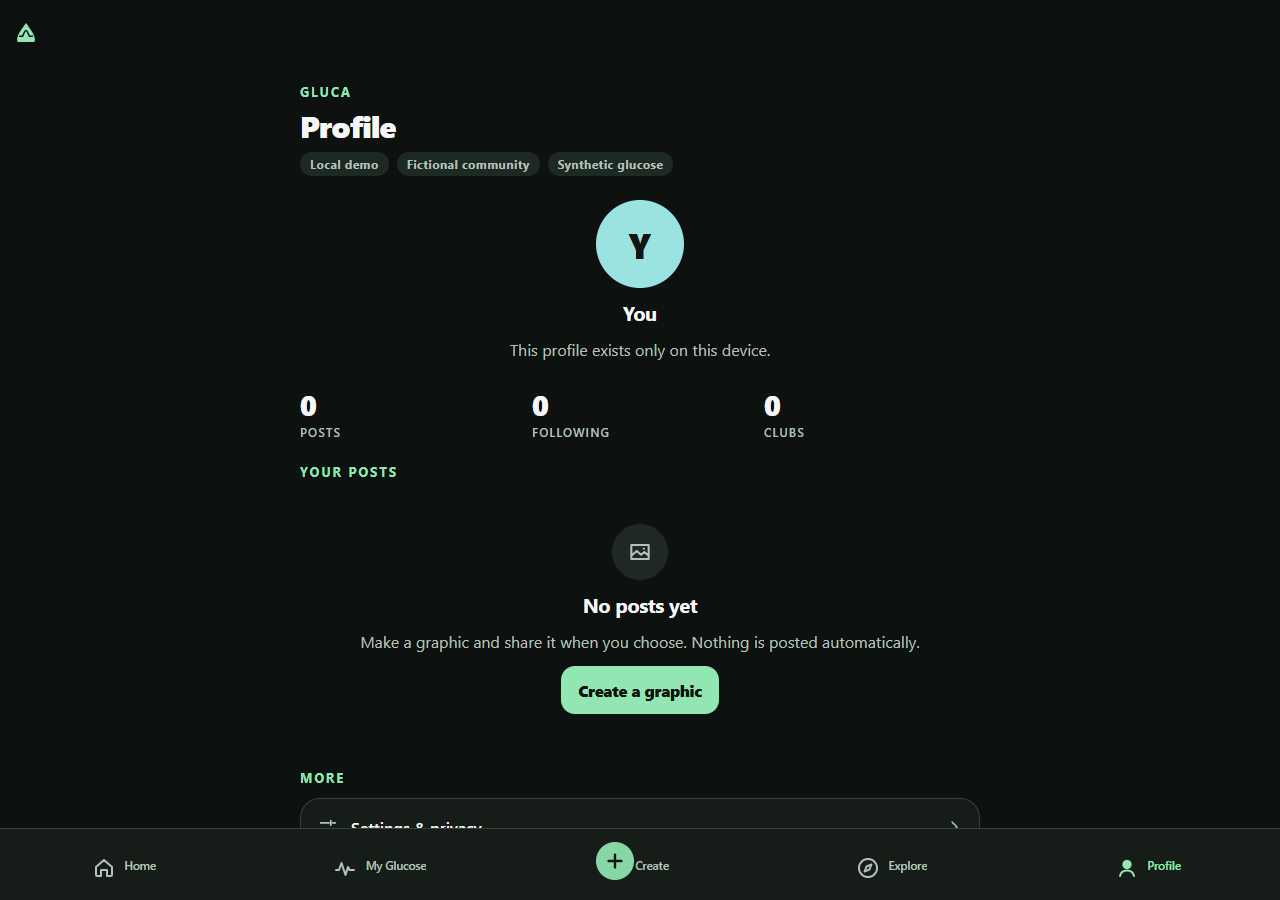 GLUCA
Profile
Local demo Fictional community Synthetic glucose
Y
You
This profile exists only on this device.
0 0 0
POSTS FOLLOWING CLUBS
YOUR POSTS
No posts yet
Make a graphic and share it when you choose. Nothing is posted automatically.
Create a graphic
MORE
Settings & privacy
Home My Glucose Create Explore Profile